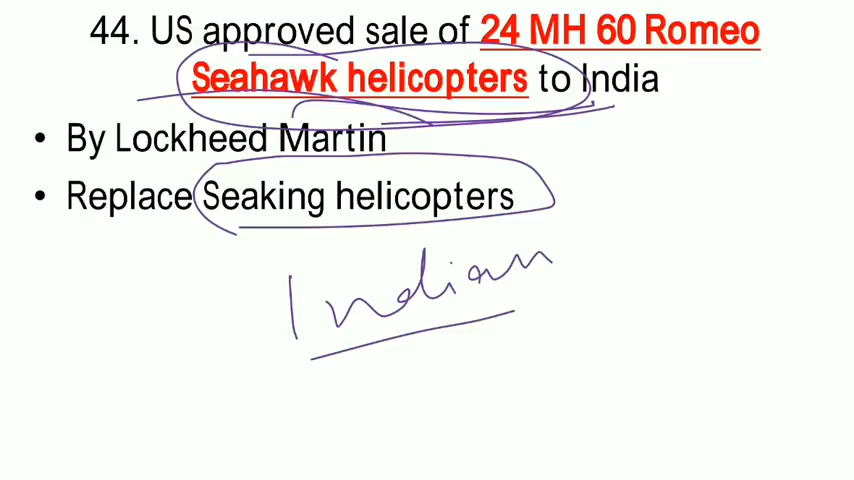 44. US approved sale of 24 MH 60 Romeo
Seahawk helicopters to India
• By Lockheed Martin
• Replace Seaking helicopters
Indian